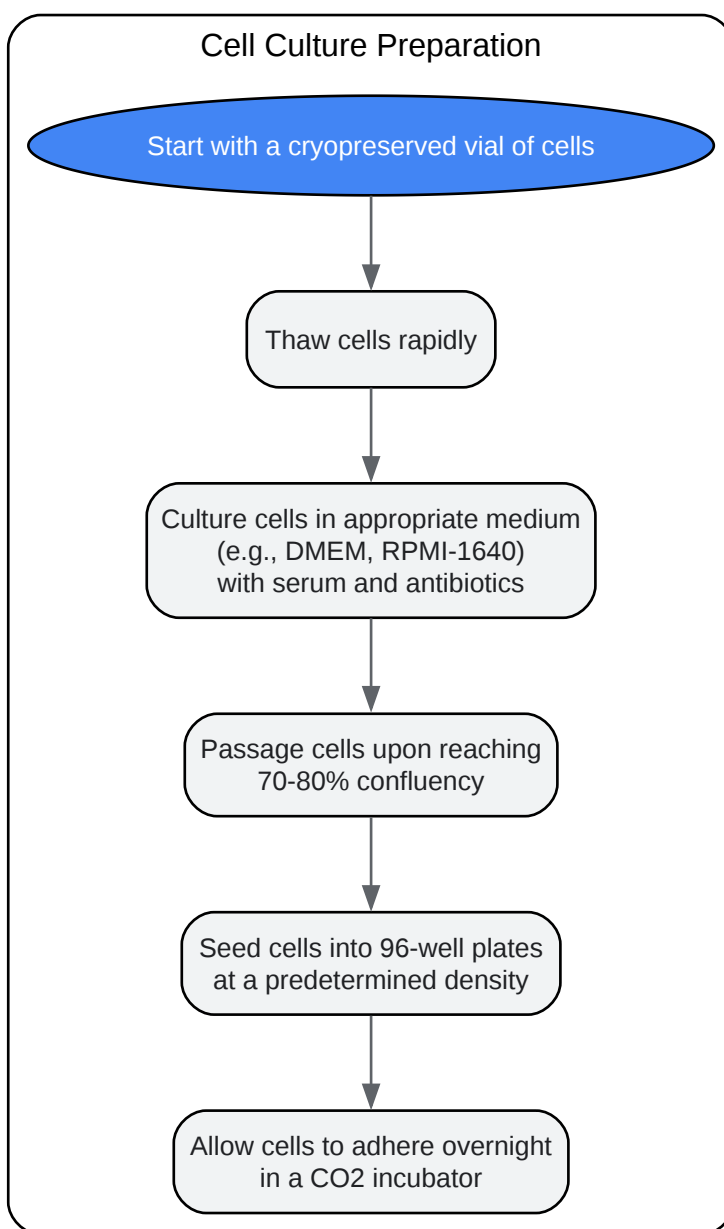 Cell Culture Preparation
Start with a cryopreserved vial of cells
Thaw cells rapidly
Culture cells in appropriate medium
(e.g., DMEM, RPMI-1640)
with serum and antibiotics
Passage cells upon reaching
70-80% confluency
Seed cells into 96-well plates
at a predetermined density
Allow cells to adhere overnight
in a CO2 incubator